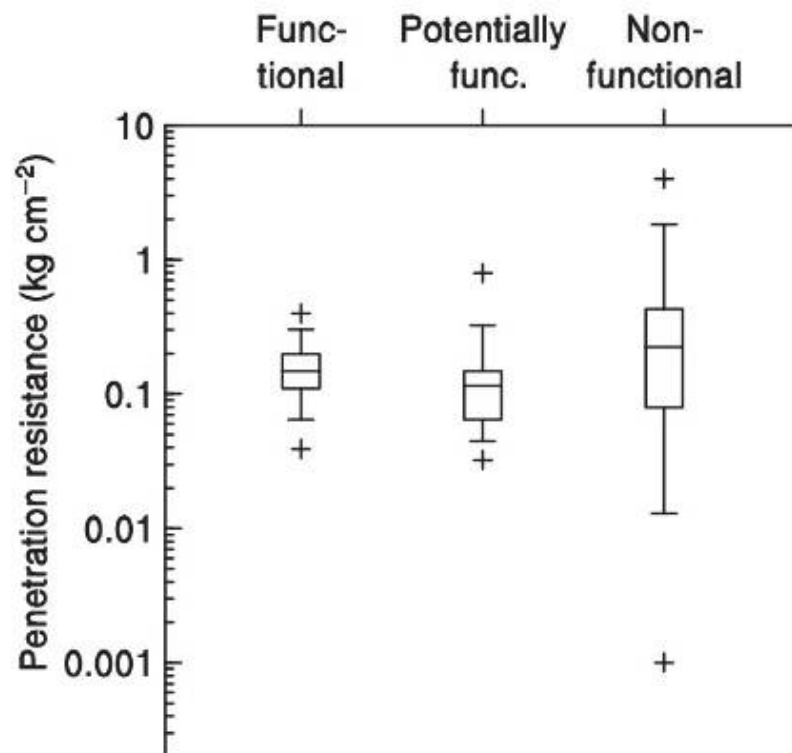 Func-
tional
Potentially
func.
Non-
functional
10
1
0.1
0.01
0.001
Penetration resistance (kg cm⁻²)